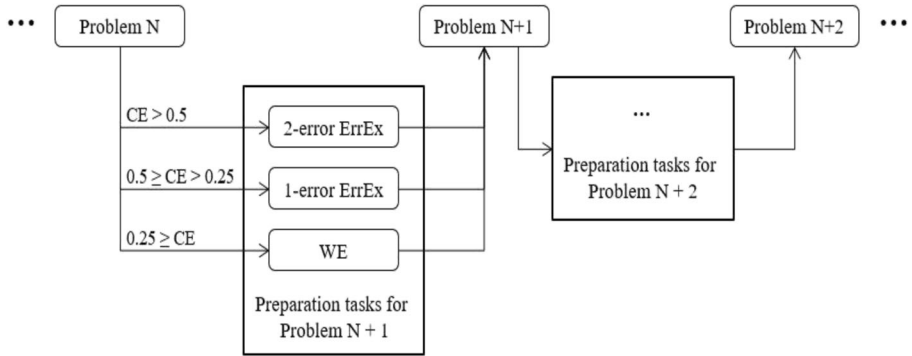 ... Problem N Problem N+1 Problem N+2 ...
CE > 0.5
2-error ErrEx
0.5 ≥ CE > 0.25
1-error ErrEx
0.25 ≥ CE
WE
Preparation tasks for
Problem N + 1
...
Preparation tasks for
Problem N + 2